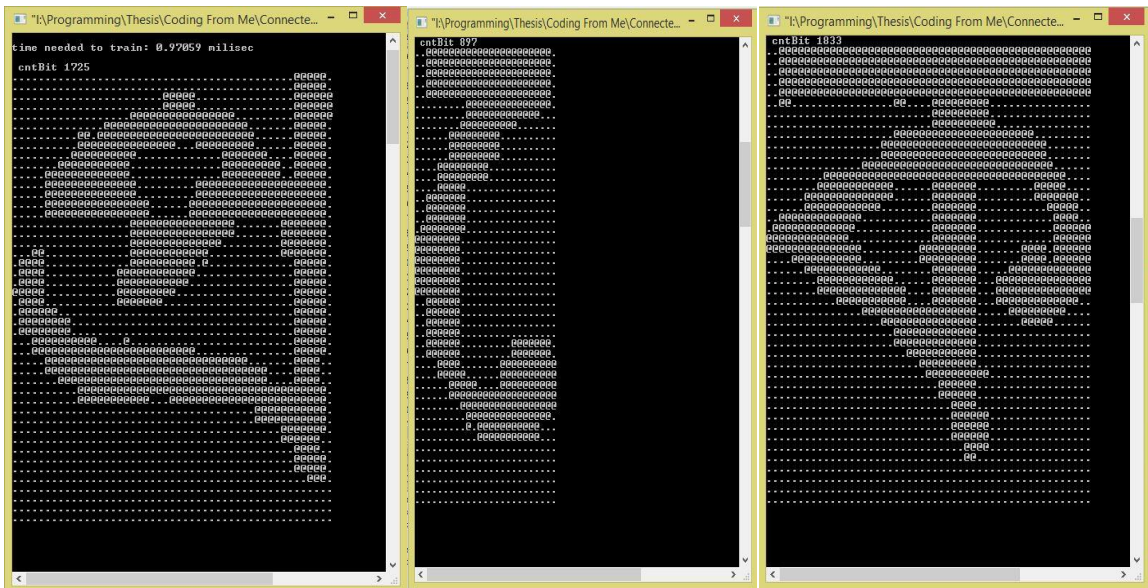 "I:\Programming\Thesis\Coding From Me\Connecte...
time needed to train: 0.97059 milisec
cntBit 1725
"I:\Programming\Thesis\Coding From Me\Connecte...
cntBit 897
"I:\Programming\Thesis\Coding From Me\Connecte...
cntBit 1833